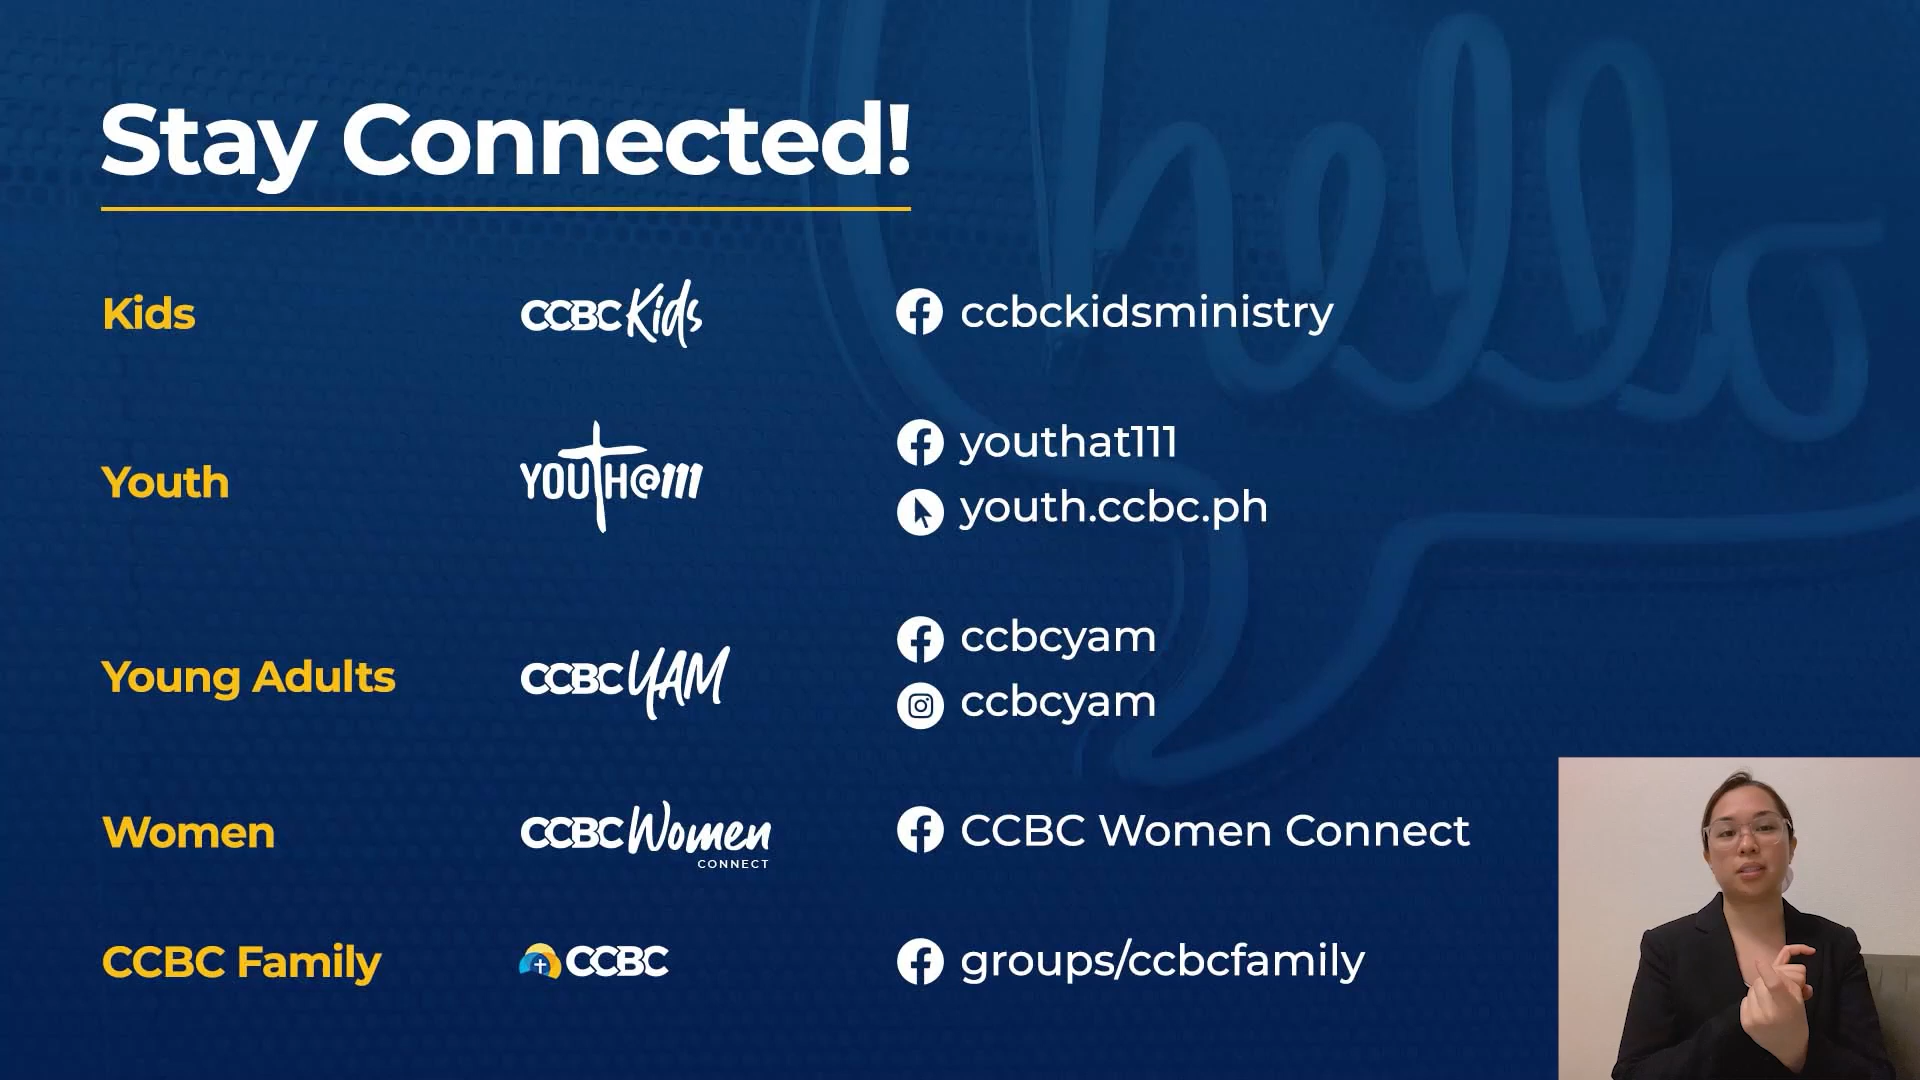 Stay Connected!
hello
Kids
CCBC Kids
ccbckidsministry
Youth
YOUTH@111
youthat111
youth.ccbc.ph
Young Adults
CCBC YAM
ccbcyam
ccbcyam
Women
CCBC Women
CONNECT
CCBC Women Connect
CCBC Family
CCBC
groups/ccbcfamily